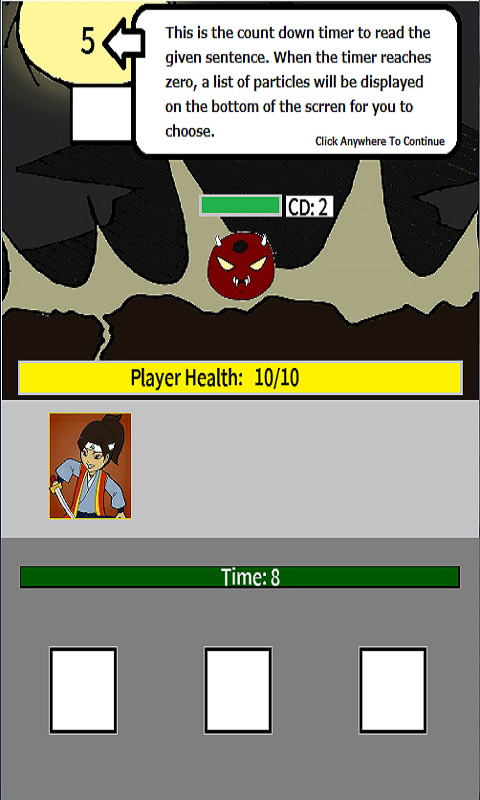 5
This is the count down timer to read the
given sentence. When the timer reaches
zero, a list of particles will be displayed
on the bottom of the scrren for you to
choose.
Click Anywhere To Continue
CD: 2
Player Health: 10/10
Time: 8